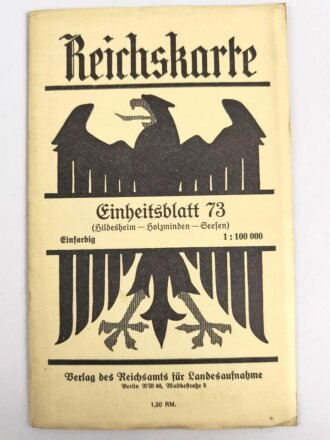 Reichskarte
Einheitsblatt 73
(Hildesheim — Holzminden — Seesen)
Einfarbig 1 : 100 000
Verlag des Reichsamts für Landesaufnahme
Berlin NW 40, Moltkestraße 5
1,30 RM.